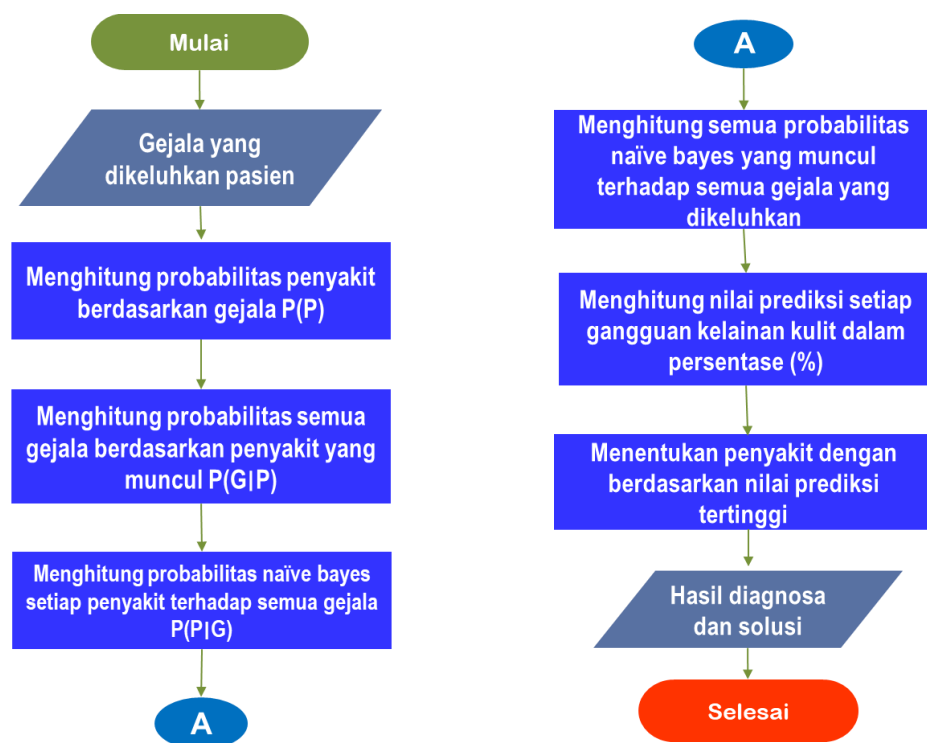 Mulai
Gejala yang
dikeluhkan pasien
Menghitung probabilitas penyakit
berdasarkan gejala P(P)
Menghitung probabilitas semua
gejala berdasarkan penyakit yang
muncul P(G|P)
Menghitung probabilitas naïve bayes
setiap penyakit terhadap semua gejala
P(P|G)
A
A
Menghitung semua probabilitas
naïve bayes yang muncul
terhadap semua gejala yang
dikeluhkan
Menghitung nilai prediksi setiap
gangguan kelainan kulit dalam
persentase (%)
Menentukan penyakit dengan
berdasarkan nilai prediksi
tertinggi
Hasil diagnosa
dan solusi
Selesai